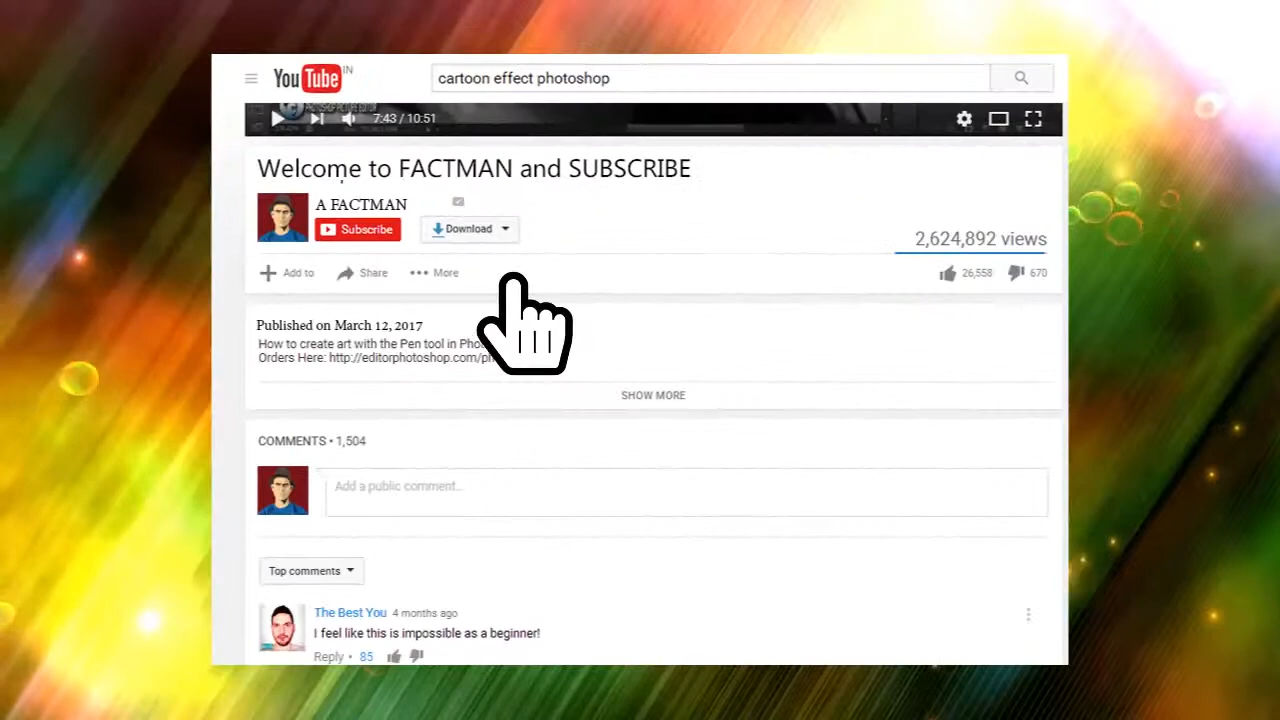 YouTube IN
cartoon effect photoshop
7:43 / 10:51
Welcome to FACTMAN and SUBSCRIBE
A FACTMAN
Subscribe
Download
2,624,892 views
Add to
Share
More
26,558
670
Published on March 12, 2017
How to create art with the Pen tool in
Orders Here: http://editorphotoshop.com/
SHOW MORE
COMMENTS • 1,504
Add a public comment...
Top comments
The Best You 4 months ago
I feel like this is impossible as a beginner!
Reply • 85